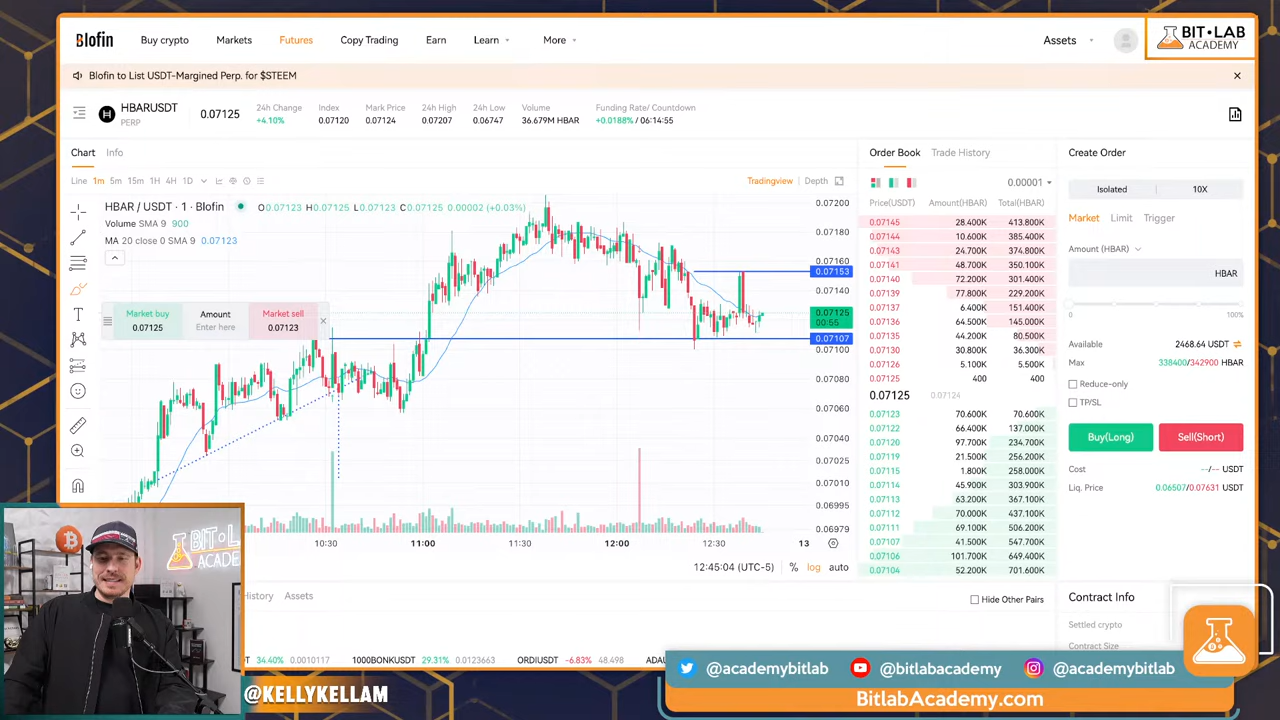 Blofin
Buy crypto
Markets
Futures
Copy Trading
Earn
Learn
More
Assets
BIT•LAB
ACADEMY
Blofin to List USDT-Margined Perp. for $STEEM
HBARUSDT
PERP
0.07125
24h Change
+4.10%
Index
0.07120
Mark Price
0.07124
24h High
0.07207
24h Low
0.06747
Volume
36.679M HBAR
Funding Rate/ Countdown
+0.0188% / 06:14:55
Chart Info
Line 1m 5m 15m 1H 4H 1D
Tradingview Depth
HBAR / USDT · 1 · Blofin
O0.07123 H0.07125 L0.07123 C0.07125 0.00002 (+0.03%)
Volume SMA 9 900
MA 20 close 0 SMA 9 0.07123
Market buy
0.07125
Amount
Enter here
Market sell
0.07123
0.07200
0.07180
0.07160
0.07153
0.07140
0.07125
00:55
0.07107
0.07100
0.07080
0.07060
0.07040
0.07025
0.07010
0.06995
0.06979
10:30 11:00 11:30 12:00 12:30 13
12:45:04 (UTC-5) % log auto
Order Book Trade History
0.00001
Price(USDT) Amount(HBAR) Total(HBAR)
0.07145 28.400K 413.800K
0.07144 10.600K 385.400K
0.07143 24.700K 374.800K
0.07141 48.700K 350.100K
0.07140 72.200K 301.400K
0.07139 77.800K 229.200K
0.07137 6.400K 151.400K
0.07136 64.500K 145.000K
0.07135 44.200K 80.500K
0.07130 30.800K 36.300K
0.07126 5.100K 5.500K
0.07125 400 400
0.07125 0.07124
0.07123 70.600K 70.600K
0.07122 66.400K 137.000K
0.07120 97.700K 234.700K
0.07119 21.500K 256.200K
0.07115 1.800K 258.000K
0.07114 45.900K 303.900K
0.07113 63.200K 367.100K
0.07112 70.000K 437.100K
0.07111 69.100K 506.200K
0.07107 41.500K 547.700K
0.07106 101.700K 649.400K
0.07104 52.200K 701.600K
Create Order
Isolated 10X
Market Limit Trigger
Amount (HBAR)
HBAR
0 100%
Available 2468.64 USDT
Max 338400/342900 HBAR
Reduce-only
TP/SL
Buy(Long) Sell(Short)
Cost --/-- USDT
Liq. Price 0.06507/0.07631 USDT
History Assets
Hide Other Pairs
Contract Info
Settled crypto
Contract Size
T 34.40% 0.0010117 1000BONKUSDT 29.31% 0.0123663 ORDIUSDT -6.83% 48.498 ADAU
BIT•LAB
ACADE
@KELLYKELLAM
@academybitlab @bitlabacademy @academybitlab
BitlabAcademy.com